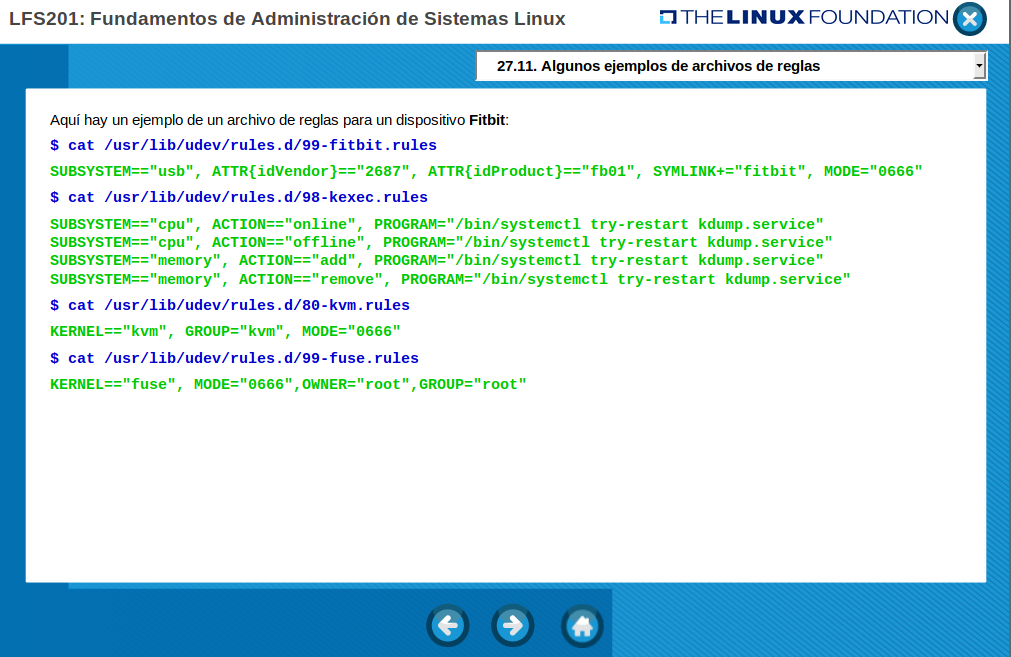 LFS201: Fundamentos de Administración de Sistemas Linux
THE LINUX FOUNDATION
27.11. Algunos ejemplos de archivos de reglas
Aquí hay un ejemplo de un archivo de reglas para un dispositivo Fitbit:
$ cat /usr/lib/udev/rules.d/99-fitbit.rules
SUBSYSTEM=="usb", ATTR{idVendor}=="2687", ATTR{idProduct}=="fb01", SYMLINK+="fitbit", MODE="0666"
$ cat /usr/lib/udev/rules.d/98-kexec.rules
SUBSYSTEM=="cpu", ACTION=="online", PROGRAM="/bin/systemctl try-restart kdump.service"
SUBSYSTEM=="cpu", ACTION=="offline", PROGRAM="/bin/systemctl try-restart kdump.service"
SUBSYSTEM=="memory", ACTION=="add", PROGRAM="/bin/systemctl try-restart kdump.service"
SUBSYSTEM=="memory", ACTION=="remove", PROGRAM="/bin/systemctl try-restart kdump.service"
$ cat /usr/lib/udev/rules.d/80-kvm.rules
KERNEL=="kvm", GROUP="kvm", MODE="0666"
$ cat /usr/lib/udev/rules.d/99-fuse.rules
KERNEL=="fuse", MODE="0666",OWNER="root",GROUP="root"